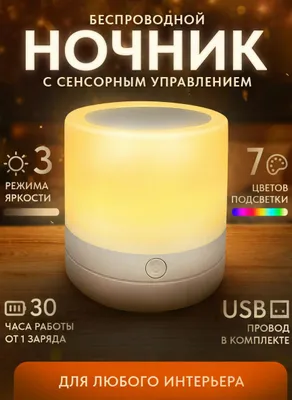 БЕСПРОВОДНОЙ
НОЧНИК
С СЕНСОРНЫМ УПРАВЛЕНИЕМ
3
РЕЖИМА
ЯРКОСТИ
7
ЦВЕТОВ
ПОДСВЕТКИ
30
ЧАСА РАБОТЫ
ОТ 1 ЗАРЯДА
USB
ПРОВОД
В КОМПЛЕКТЕ
ДЛЯ ЛЮБОГО ИНТЕРЬЕРА